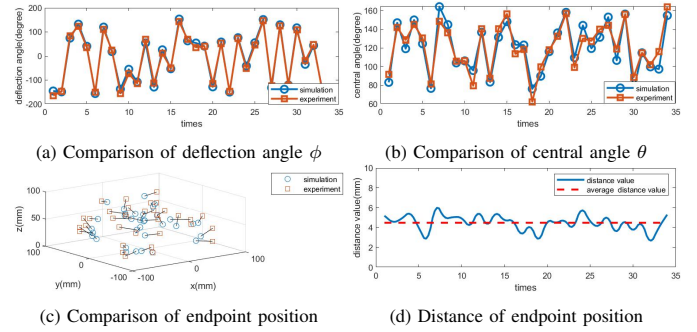 200
100
0
-100
-200
deflection angle(degree)
simulation
experiment
0 5 10 15 20 25 30 35
times
(a) Comparison of deflection angle ϕ
160
140
120
100
80
60
central angle(degree)
simulation
experiment
0 5 10 15 20 25 30 35
times
(b) Comparison of central angle θ
simulation
experiment
100
50
0
z(mm)
100
0
-100
y(mm)
-100
0
100
x(mm)
(c) Comparison of endpoint position
10
8
6
4
2
0
distance value(mm)
distance value
average distance value
0 5 10 15 20 25 30 35
times
(d) Distance of endpoint position